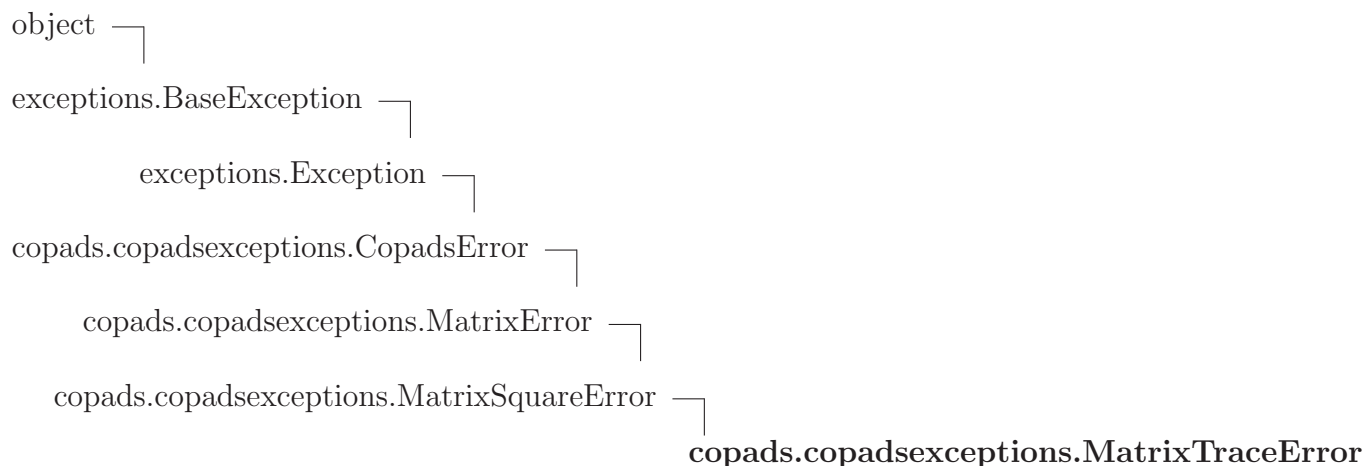 object
exceptions.BaseException
exceptions.Exception
copads.copadsexceptions.CopadsError
copads.copadsexceptions.MatrixError
copads.copadsexceptions.MatrixSquareError
copads.copadsexceptions.MatrixTraceError